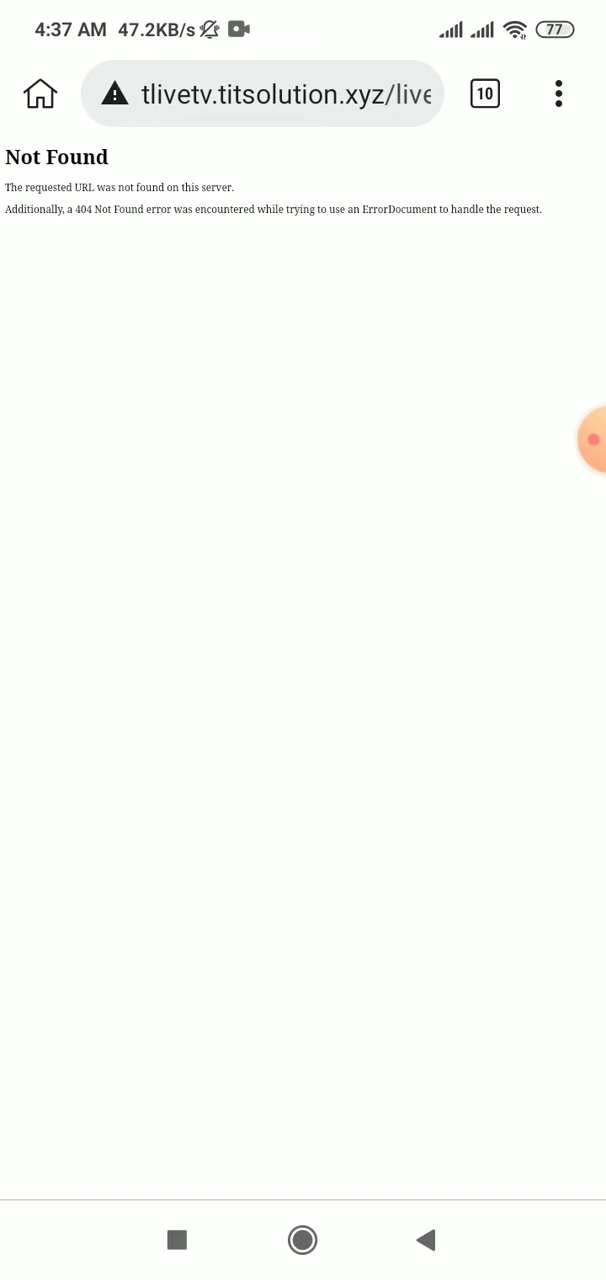 4:37 AM 47.2KB/s 77
tlivetv.titsolution.xyz/live 10
Not Found
The requested URL was not found on this server.
Additionally, a 404 Not Found error was encountered while trying to use an ErrorDocument to handle the request.